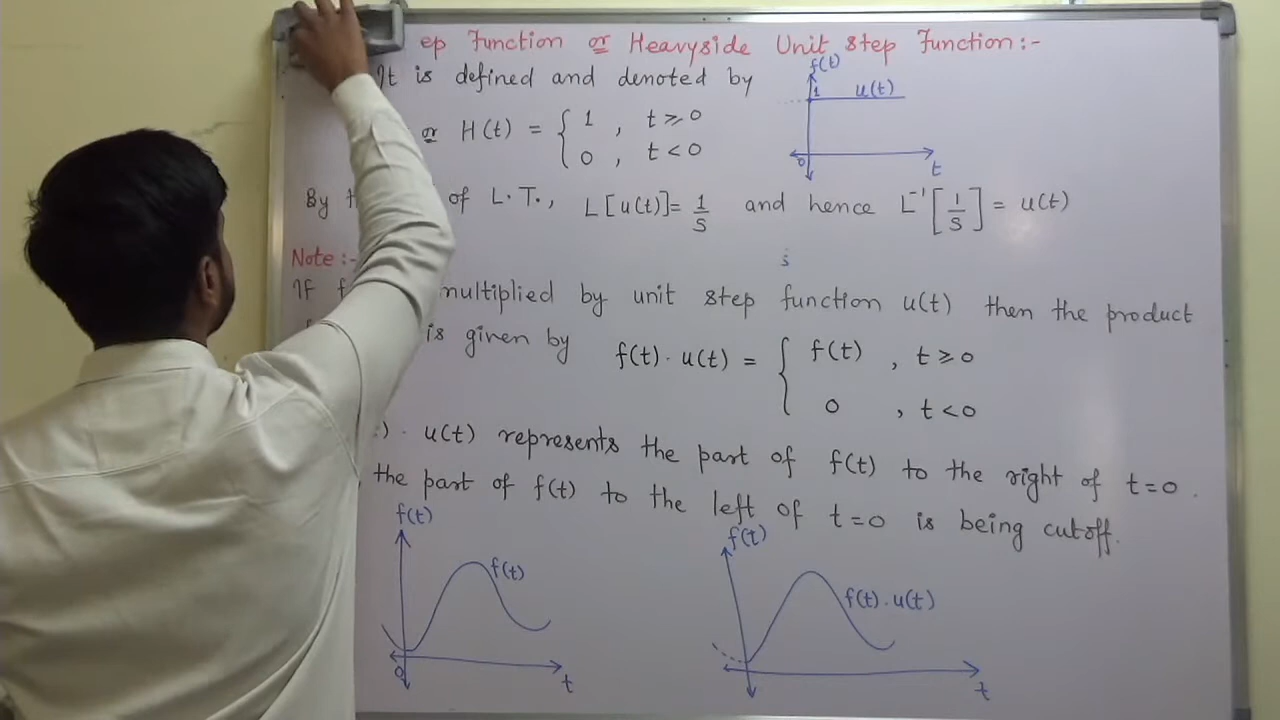 ep Function or Heavyside Unit Step Function:-
It is defined and denoted by
or H(t) = { 1 , t ≥ 0
0 , t < 0
f(t)
1 u(t)
0
t
By of L.T., L[u(t)] = 1/s and hence L⁻¹[1/s] = u(t)
Note :-
s
If multiplied by unit step function u(t) then the product
is given by f(t) . u(t) = { f(t) , t ≥ 0
0 , t < 0
. u(t) represents the part of f(t) to the right of t=0.
the part of f(t) to the left of t=0 is being cutoff.
f(t)
f(t)
0
t
f(t)
f(t) . u(t)
t